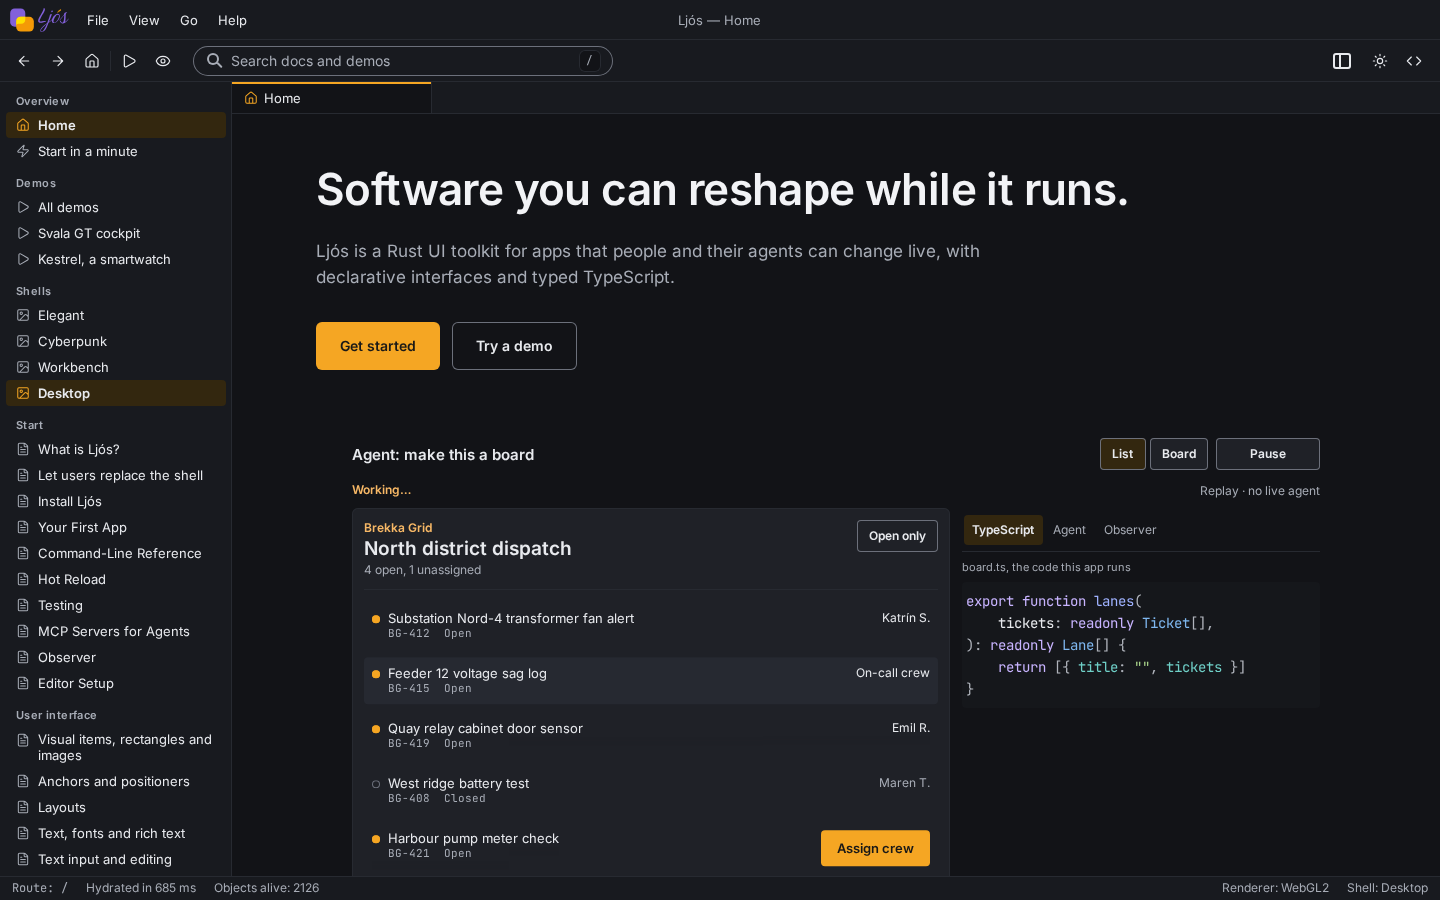 Ljós
File
View
Go
Help
Ljós — Home
Search docs and demos
/
Overview
Home
Start in a minute
Demos
All demos
Svala GT cockpit
Kestrel, a smartwatch
Shells
Elegant
Cyberpunk
Workbench
Desktop
Start
What is Ljós?
Let users replace the shell
Install Ljós
Your First App
Command-Line Reference
Hot Reload
Testing
MCP Servers for Agents
Observer
Editor Setup
User interface
Visual items, rectangles and
images
Anchors and positioners
Layouts
Text, fonts and rich text
Text input and editing
Home
Software you can reshape while it runs.
Ljós is a Rust UI toolkit for apps that people and their agents can change live, with
declarative interfaces and typed TypeScript.
Get started
Try a demo
Agent: make this a board
List
Board
Pause
Working...
Replay · no live agent
Brekka Grid
North district dispatch
4 open, 1 unassigned
Open only
Substation Nord-4 transformer fan alert
BG-412 Open
Katrín S.
Feeder 12 voltage sag log
BG-415 Open
On-call crew
Quay relay cabinet door sensor
BG-419 Open
Emil R.
West ridge battery test
BG-408 Closed
Maren T.
Harbour pump meter check
BG-421 Open
Assign crew
TypeScript
Agent
Observer
board.ts, the code this app runs
export function lanes(
    tickets: readonly Ticket[],
): readonly Lane[] {
    return [{ title: "", tickets }]
}
Route: /
Hydrated in 685 ms
Objects alive: 2126
Renderer: WebGL2
Shell: Desktop